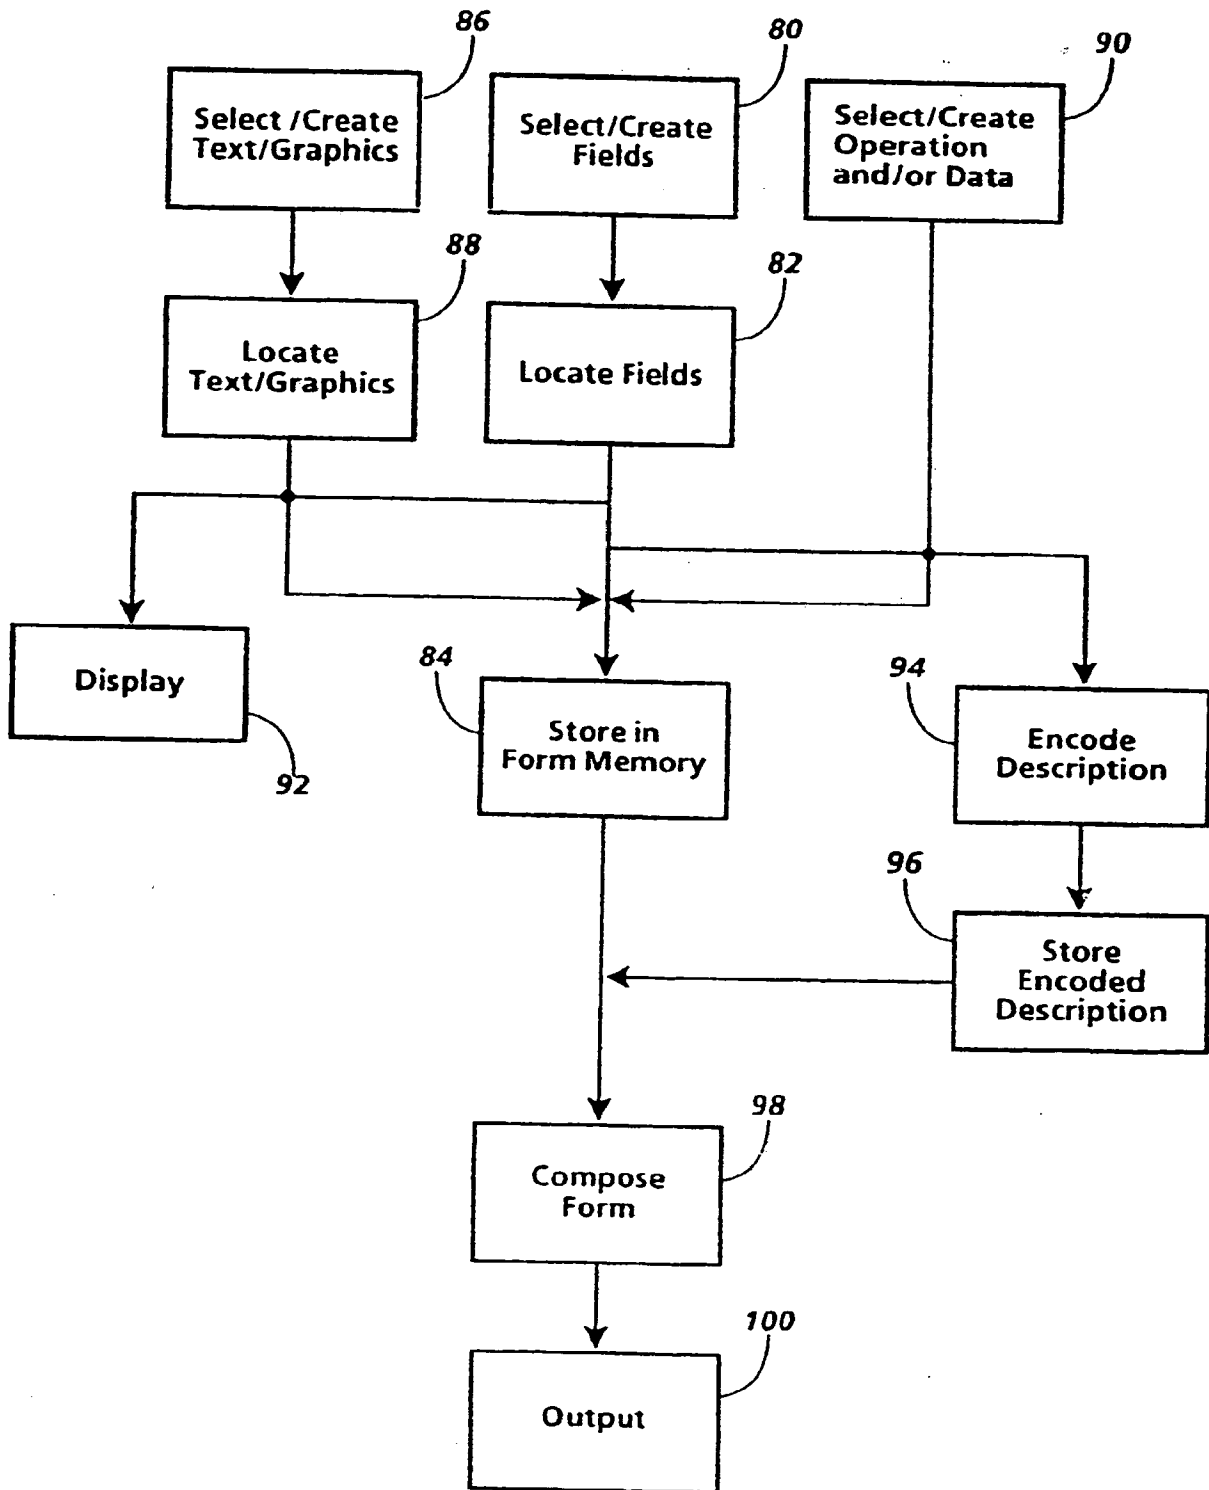 86
80
90
Select /Create
Text/Graphics
Select/Create
Fields
Select/Create
Operation
and/or Data
88
82
Locate
Text/Graphics
Locate Fields
Display
92
84
Store in
Form Memory
94
Encode
Description
96
Store
Encoded
Description
98
Compose
Form
100
Output